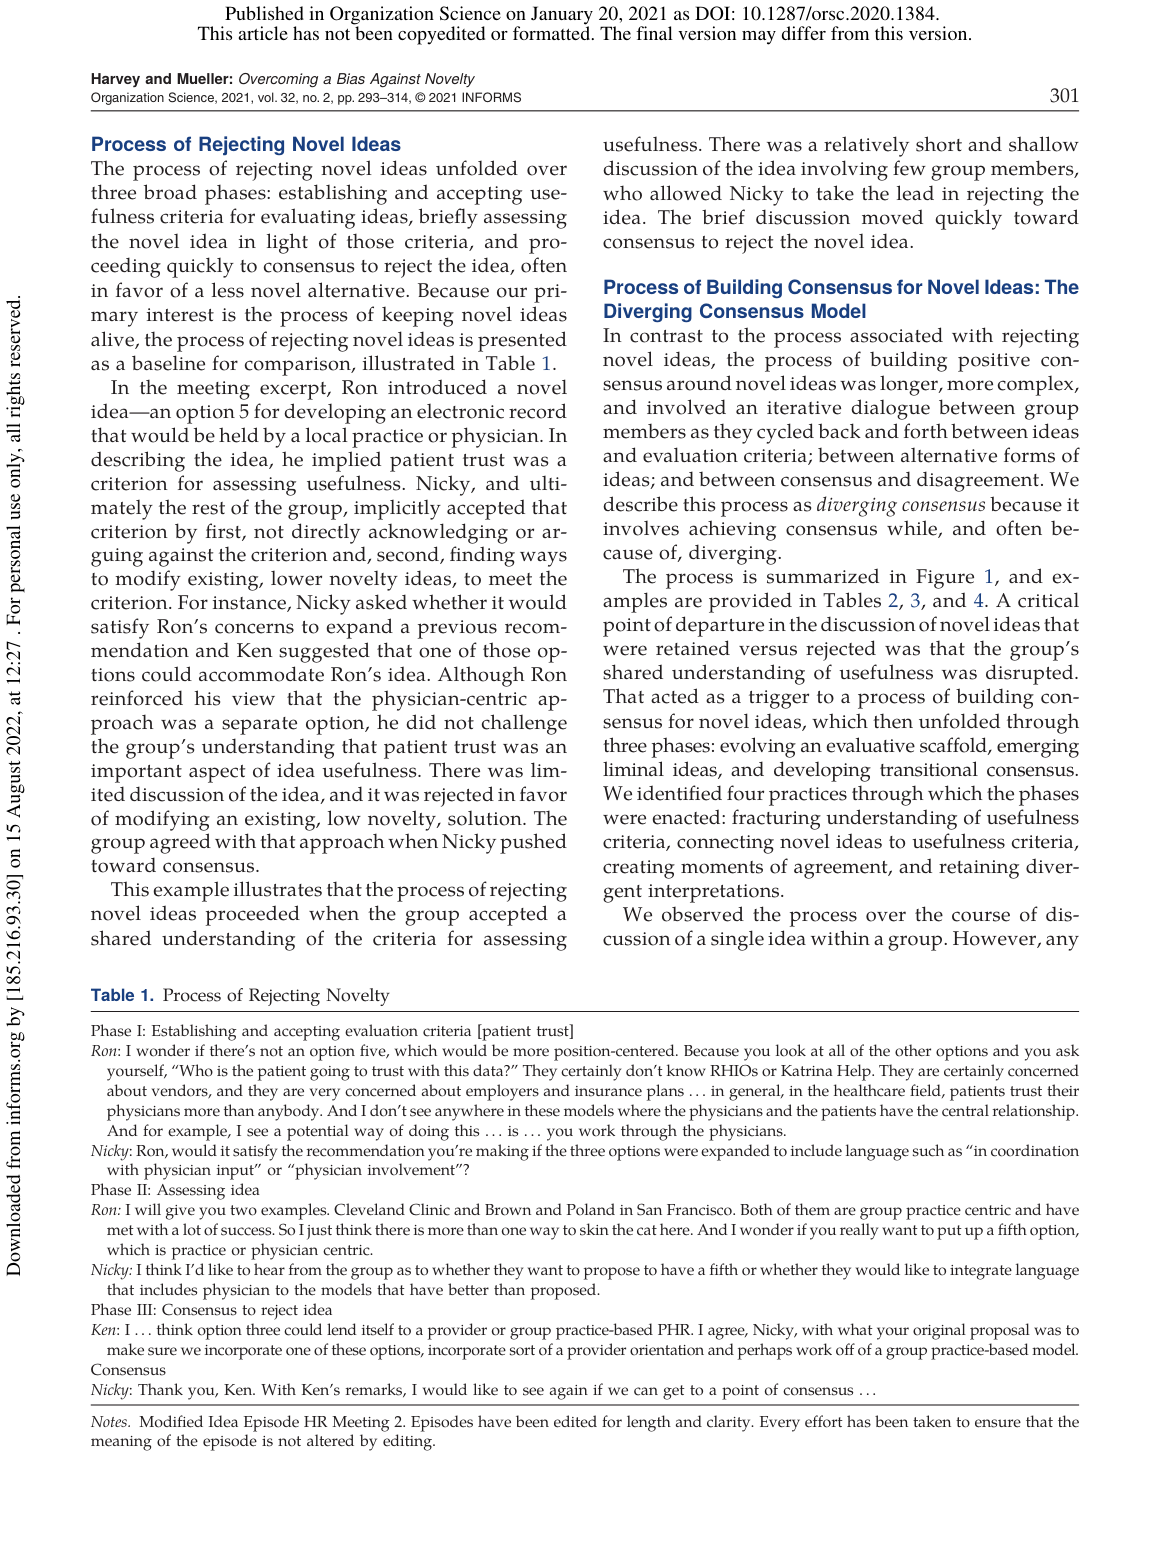 Published in Organization Science on January 20, 2021 as DOI: 10.1287/orsc.2020.1384.
This article has not been copyedited or formatted. The final version may differ from this version.
Harvey and Mueller: Overcoming a Bias Against Novelty
Organization Science, 2021, vol. 32, no. 2, pp. 293–314, © 2021 INFORMS
301
Process of Rejecting Novel Ideas
The process of rejecting novel ideas unfolded over
three broad phases: establishing and accepting use-
fulness criteria for evaluating ideas, briefly assessing
the novel idea in light of those criteria, and pro-
ceeding quickly to consensus to reject the idea, often
in favor of a less novel alternative. Because our pri-
mary interest is the process of keeping novel ideas
alive, the process of rejecting novel ideas is presented
as a baseline for comparison, illustrated in Table 1.
In the meeting excerpt, Ron introduced a novel
idea—an option 5 for developing an electronic record
that would be held by a local practice or physician. In
describing the idea, he implied patient trust was a
criterion for assessing usefulness. Nicky, and ulti-
mately the rest of the group, implicitly accepted that
criterion by first, not directly acknowledging or ar-
guing against the criterion and, second, finding ways
to modify existing, lower novelty ideas, to meet the
criterion. For instance, Nicky asked whether it would
satisfy Ron's concerns to expand a previous recom-
mendation and Ken suggested that one of those op-
tions could accommodate Ron's idea. Although Ron
reinforced his view that the physician-centric ap-
proach was a separate option, he did not challenge
the group's understanding that patient trust was an
important aspect of idea usefulness. There was lim-
ited discussion of the idea, and it was rejected in favor
of modifying an existing, low novelty, solution. The
group agreed with that approach when Nicky pushed
toward consensus.
This example illustrates that the process of rejecting
novel ideas proceeded when the group accepted a
shared understanding of the criteria for assessing
usefulness. There was a relatively short and shallow
discussion of the idea involving few group members,
who allowed Nicky to take the lead in rejecting the
idea. The brief discussion moved quickly toward
consensus to reject the novel idea.
Process of Building Consensus for Novel Ideas: The
Diverging Consensus Model
In contrast to the process associated with rejecting
novel ideas, the process of building positive con-
sensus around novel ideas was longer, more complex,
and involved an iterative dialogue between group
members as they cycled back and forth between ideas
and evaluation criteria; between alternative forms of
ideas; and between consensus and disagreement. We
describe this process as diverging consensus because it
involves achieving consensus while, and often be-
cause of, diverging.
The process is summarized in Figure 1, and ex-
amples are provided in Tables 2, 3, and 4. A critical
point of departure in the discussion of novel ideas that
were retained versus rejected was that the group's
shared understanding of usefulness was disrupted.
That acted as a trigger to a process of building con-
sensus for novel ideas, which then unfolded through
three phases: evolving an evaluative scaffold, emerging
liminal ideas, and developing transitional consensus.
We identified four practices through which the phases
were enacted: fracturing understanding of usefulness
criteria, connecting novel ideas to usefulness criteria,
creating moments of agreement, and retaining diver-
gent interpretations.
We observed the process over the course of dis-
cussion of a single idea within a group. However, any
Table 1. Process of Rejecting Novelty
Phase I: Establishing and accepting evaluation criteria [patient trust]
Ron: I wonder if there's not an option five, which would be more position-centered. Because you look at all of the other options and you ask
yourself, “Who is the patient going to trust with this data?” They certainly don't know RHIOs or Katrina Help. They are certainly concerned
about vendors, and they are very concerned about employers and insurance plans ... in general, in the healthcare field, patients trust their
physicians more than anybody. And I don't see anywhere in these models where the physicians and the patients have the central relationship.
And for example, I see a potential way of doing this ... is ... you work through the physicians.
Nicky: Ron, would it satisfy the recommendation you're making if the three options were expanded to include language such as “in coordination
with physician input” or “physician involvement”?
Phase II: Assessing idea
Ron: I will give you two examples. Cleveland Clinic and Brown and Poland in San Francisco. Both of them are group practice centric and have
met with a lot of success. So I just think there is more than one way to skin the cat here. And I wonder if you really want to put up a fifth option,
which is practice or physician centric.
Nicky: I think I'd like to hear from the group as to whether they want to propose to have a fifth or whether they would like to integrate language
that includes physician to the models that have better than proposed.
Phase III: Consensus to reject idea
Ken: I ... think option three could lend itself to a provider or group practice-based PHR. I agree, Nicky, with what your original proposal was to
make sure we incorporate one of these options, incorporate sort of a provider orientation and perhaps work off of a group practice-based model.
Consensus
Nicky: Thank you, Ken. With Ken's remarks, I would like to see again if we can get to a point of consensus ...
Notes. Modified Idea Episode HR Meeting 2. Episodes have been edited for length and clarity. Every effort has been taken to ensure that the
meaning of the episode is not altered by editing.
Downloaded from informs.org by [185.216.93.30] on 15 August 2022, at 12:27 . For personal use only, all rights reserved.